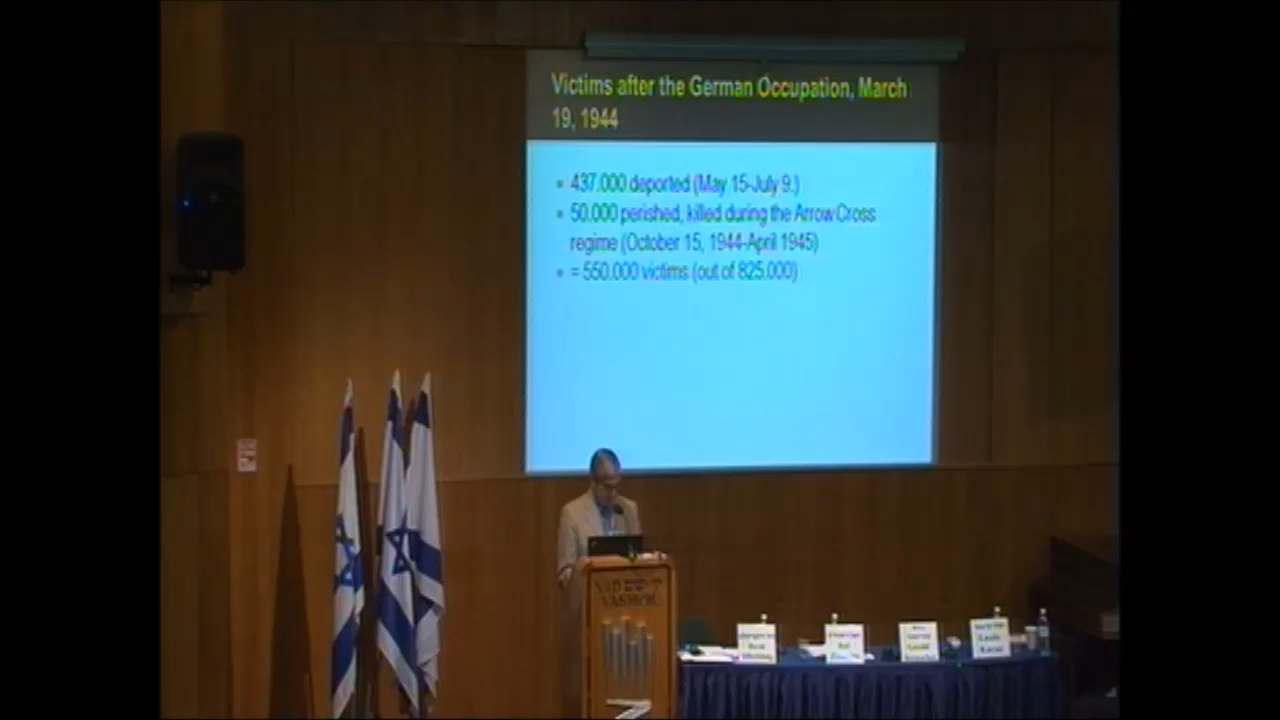 Victims after the German Occupation, March
19, 1944
437.000 deported (May 15-July 9.)
50.000 perished, killed during the Arrow Cross
regime (October 15, 1944-April 1945)
= 550.000 victims (out of 825.000)
YAD יד ושם
VASHEM